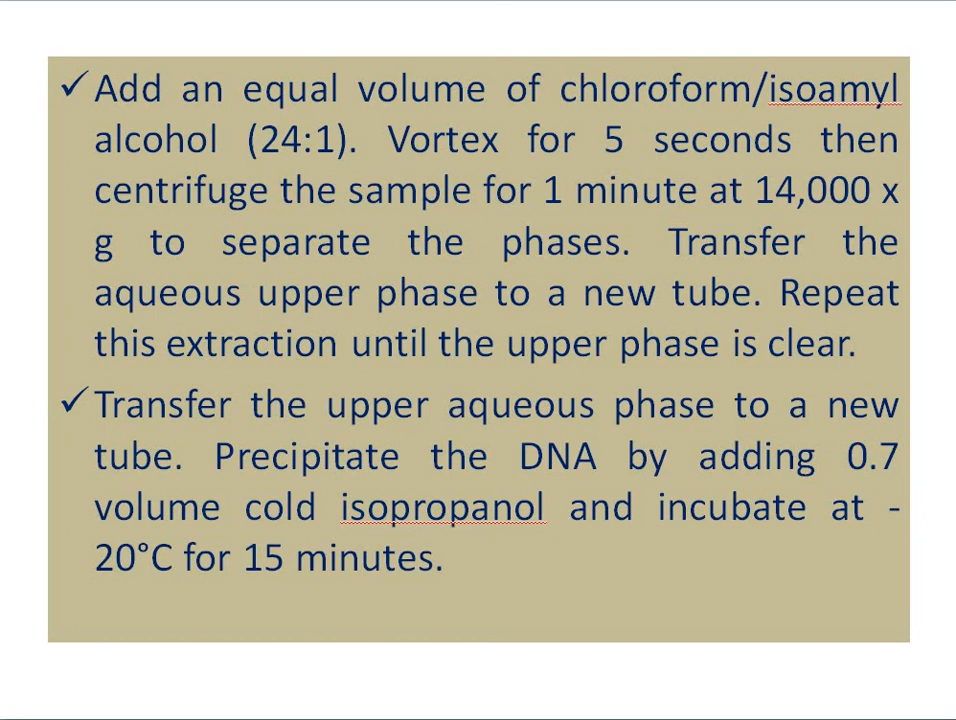 ✓ Add an equal volume of chloroform/isoamyl
alcohol (24:1). Vortex for 5 seconds then
centrifuge the sample for 1 minute at 14,000 x
g to separate the phases. Transfer the
aqueous upper phase to a new tube. Repeat
this extraction until the upper phase is clear.
✓ Transfer the upper aqueous phase to a new
tube. Precipitate the DNA by adding 0.7
volume cold isopropanol and incubate at -
20°C for 15 minutes.